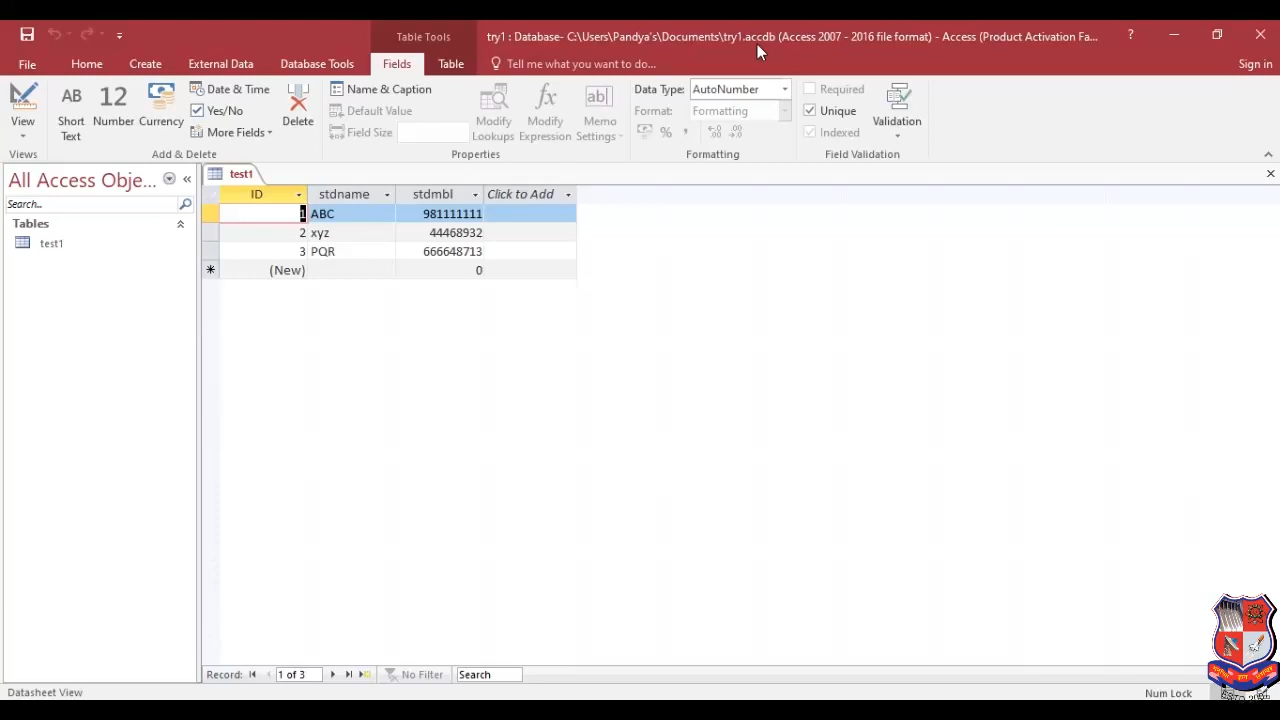 Table Tools
try1 : Database- C:\Users\Pandya's\Documents\try1.accdb (Access 2007 - 2016 file format) - Access (Product Activation Fa...
?
File Home Create External Data Database Tools Fields Table Tell me what you want to do... Sign in
View
Views
AB Short Text
12 Number
Currency
Date & Time
Yes/No
More Fields
Delete
Add & Delete
Name & Caption
Default Value
Field Size
Modify Lookups
fx Modify Expression
ab Memo Settings
Properties
Data Type: AutoNumber
Format: Formatting
% , .00
Formatting
Required
Unique
Indexed
Validation
Field Validation
All Access Obje...
Search...
Tables
test1
test1
ID stdname stdmbl Click to Add
1 ABC 981111111
2 xyz 44468932
3 PQR 666648713
(New) 0
Record: 1 of 3 No Filter Search
Datasheet View Num Lock